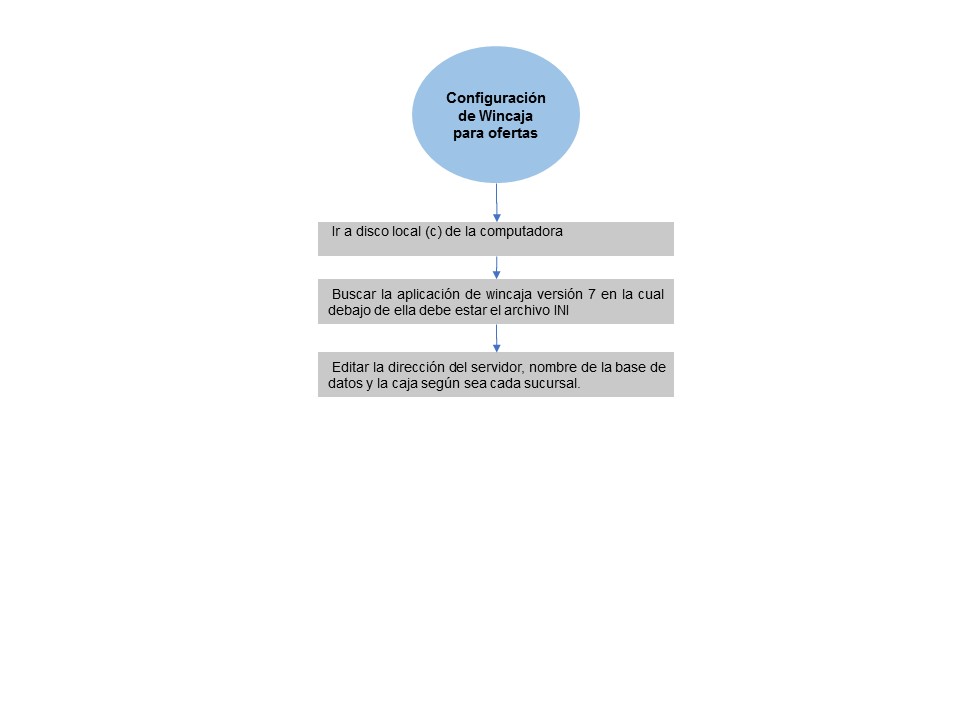 Configuración
de Wincaja
para ofertas
Ir a disco local (c) de la computadora
Buscar la aplicación de wincaja versión 7 en la cual
debajo de ella debe estar el archivo INI
Editar la dirección del servidor, nombre de la base de
datos y la caja según sea cada sucursal.